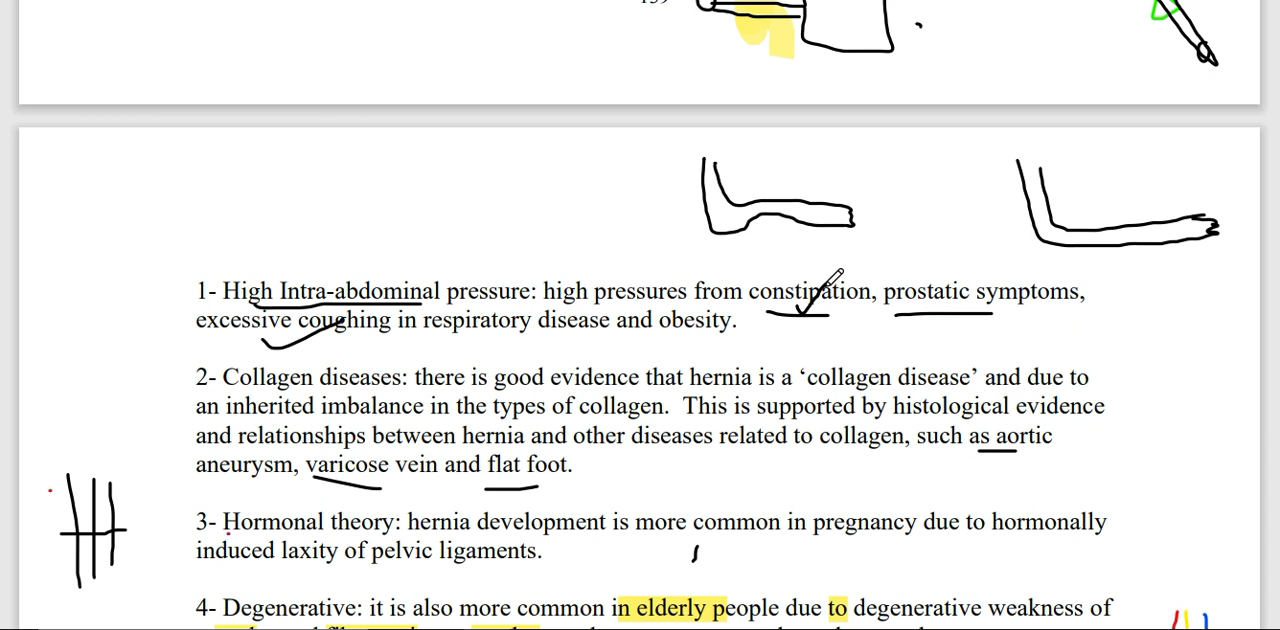 1- High Intra-abdominal pressure: high pressures from constipation, prostatic symptoms,
excessive coughing in respiratory disease and obesity.
2- Collagen diseases: there is good evidence that hernia is a ‘collagen disease’ and due to
an inherited imbalance in the types of collagen.  This is supported by histological evidence
and relationships between hernia and other diseases related to collagen, such as aortic
aneurysm, varicose vein and flat foot.
3- Hormonal theory: hernia development is more common in pregnancy due to hormonally
induced laxity of pelvic ligaments.
4- Degenerative: it is also more common in elderly people due to degenerative weakness of